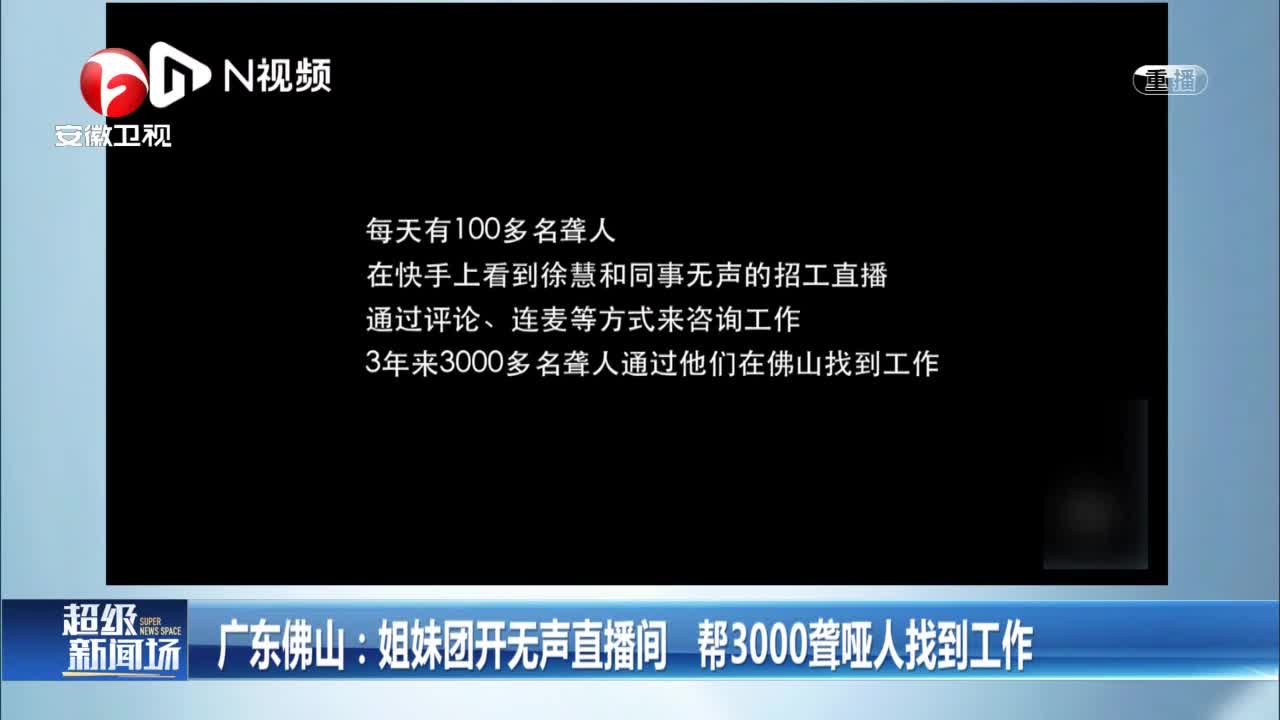 N视频
安徽卫视
重播
每天有100多名聋人
在快手上看到徐慧和同事无声的招工直播
通过评论、连麦等方式来咨询工作
3年来3000多名聋人通过他们在佛山找到工作
超级新闻场
SUPER NEWS SPACE
广东佛山：姐妹团开无声直播间 帮3000聋哑人找到工作